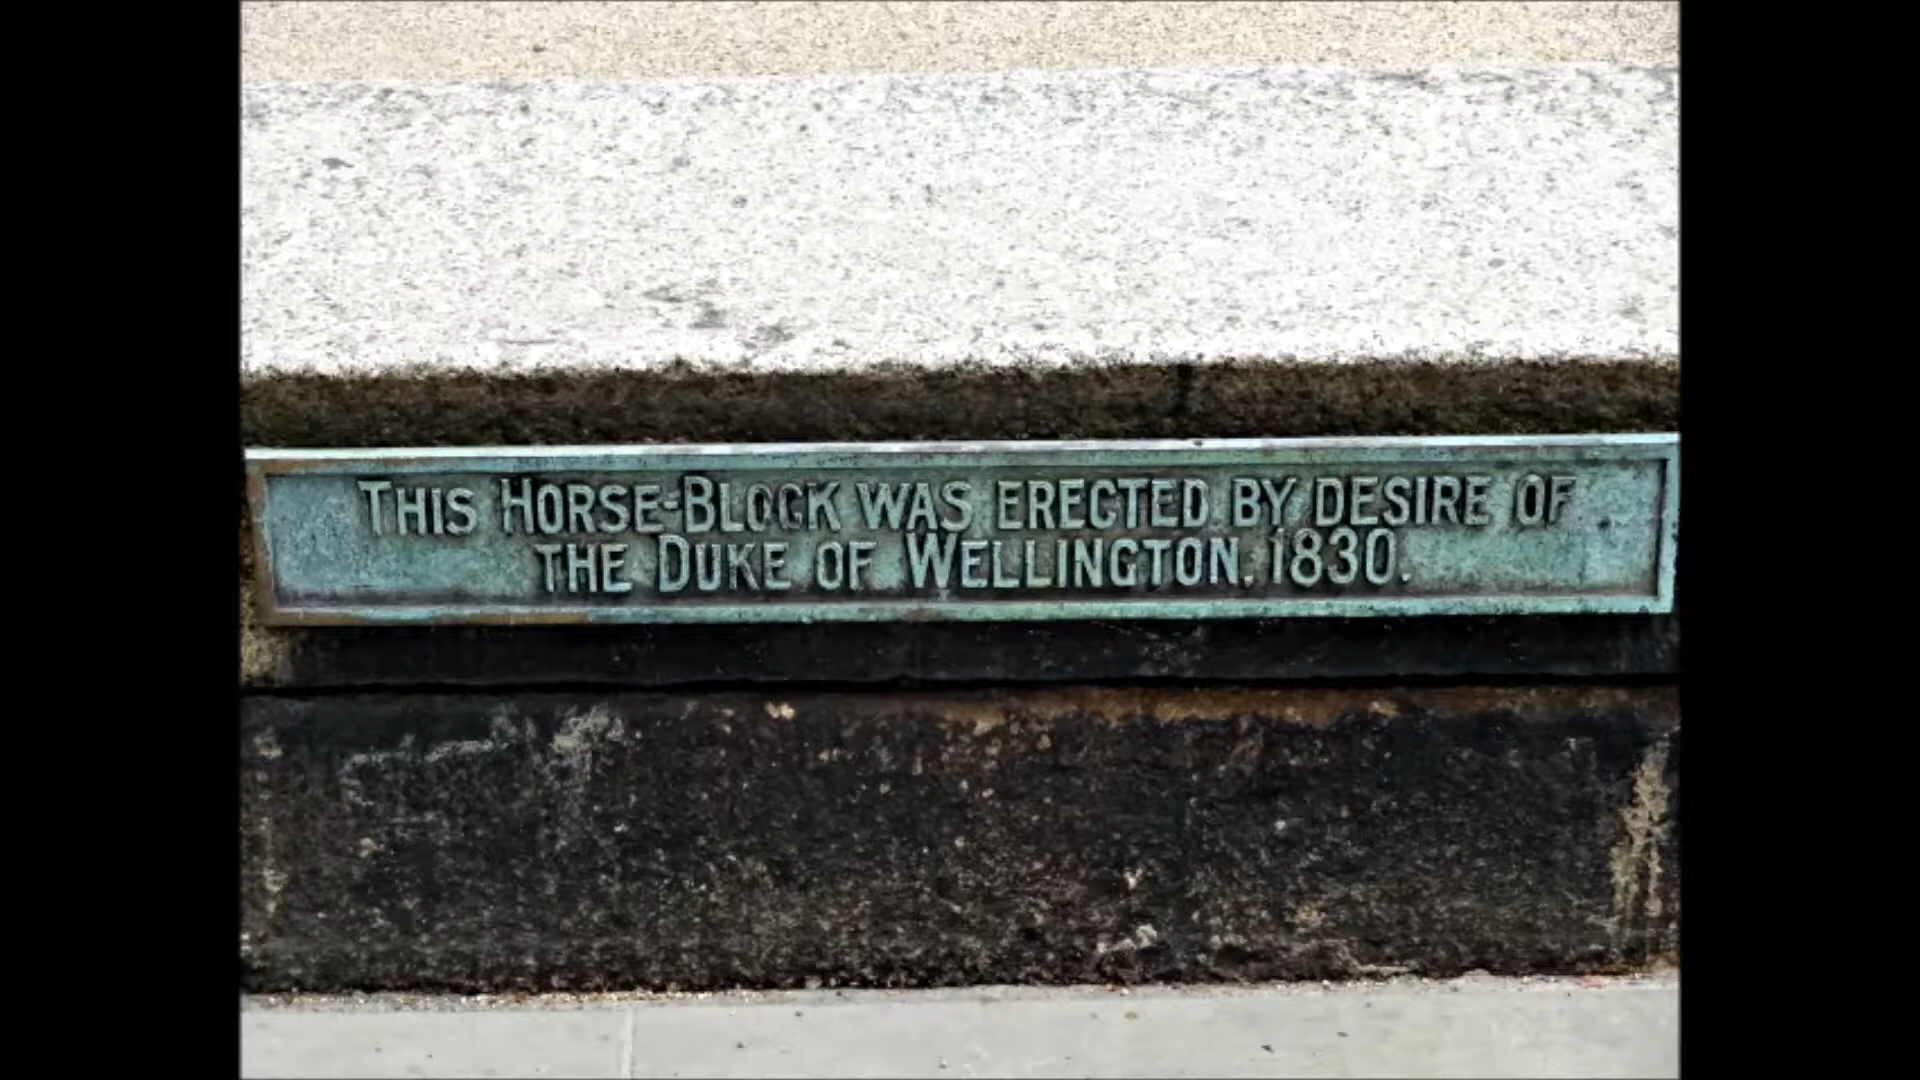 THIS HORSE-BLOCK WAS ERECTED BY DESIRE OF
THE DUKE OF WELLINGTON. 1830.